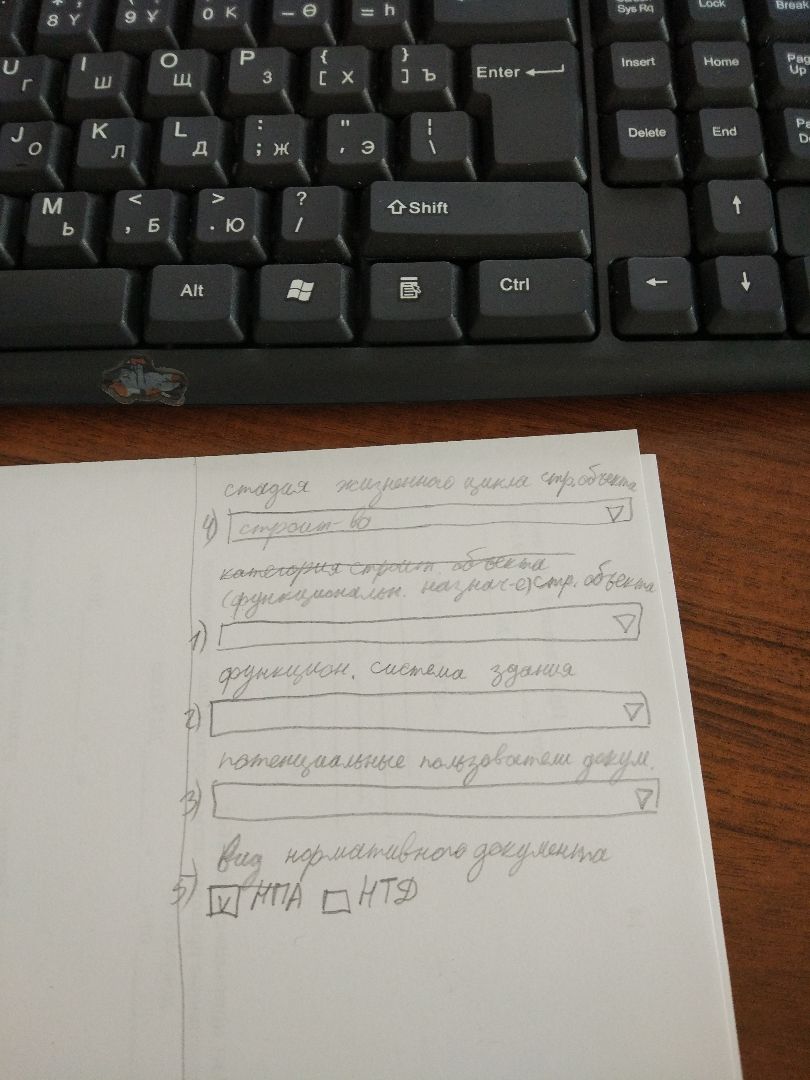 * : 8 Ү ( 9 ¥ ) 0 К _ - Ө + = һ Sys Rq Lock Break
U Г I Ш O Щ P З { [ Х } ] Ъ Enter Insert Home Page Up
J О K Л L Д : ; Ж " ' Э | \ Delete End
M Ь < , Б > . Ю ? / Shift ↑
Alt Ctrl ← ↓
стадия жизненного цикла стр. объекта
4) строит-во
категория строит. объекта
(функциональн. назнач-е) стр. объекта
1)
функцион. система здания
2)
потенциальные пользователи докум.
3)
Вид нормативного документа
5) V НПА НТД